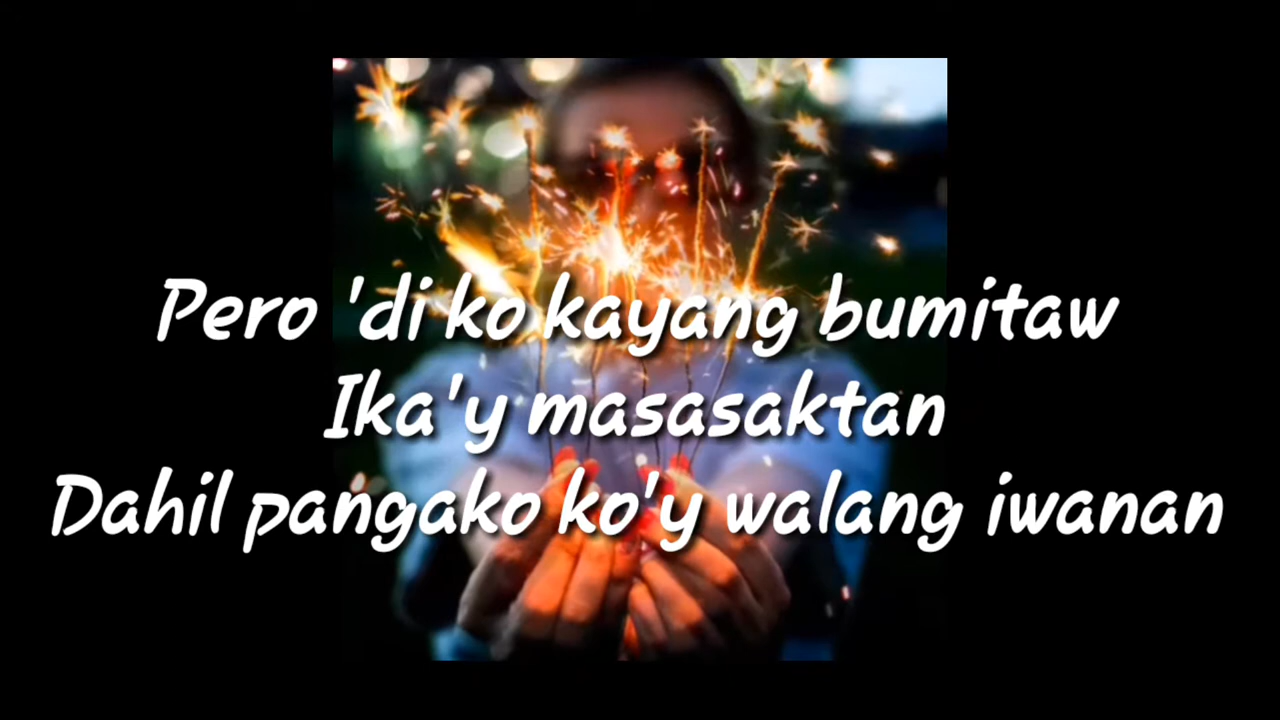 Pero 'di ko kayang bumitaw
Ika'y masasaktan
Dahil pangako ko'y walang iwanan